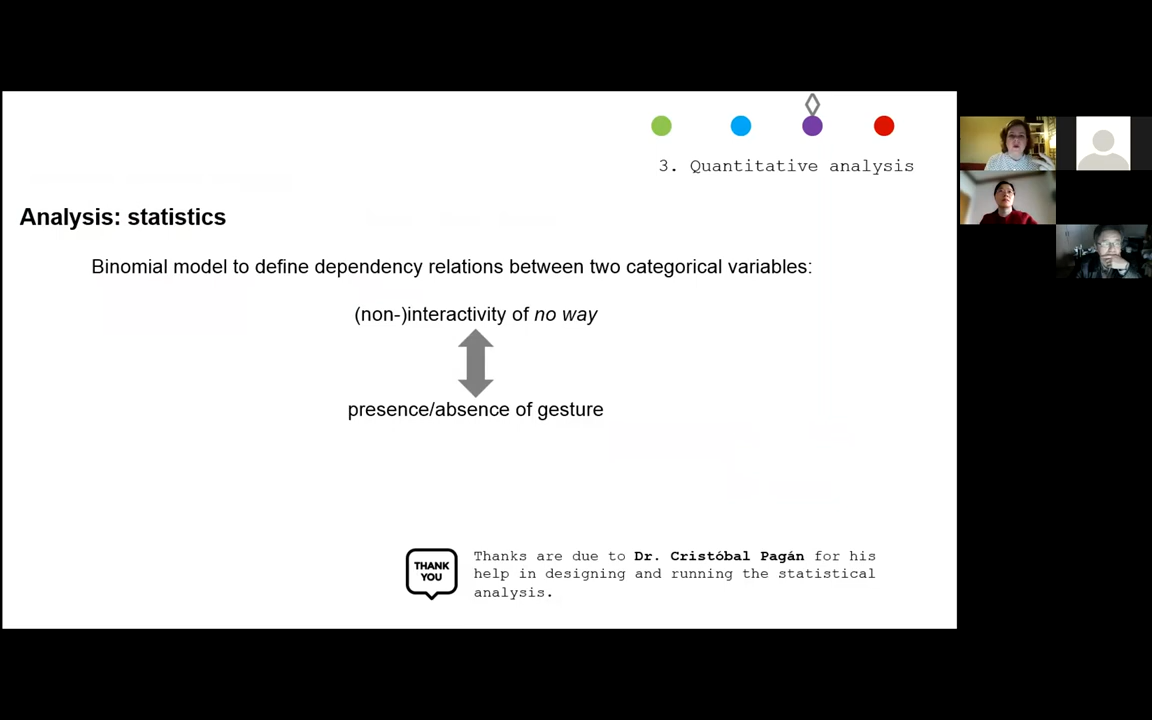 3. Quantitative analysis
Analysis: statistics
Binomial model to define dependency relations between two categorical variables:
(non-)interactivity of no way
presence/absence of gesture
THANK
YOU
Thanks are due to Dr. Cristóbal Pagán for his
help in designing and running the statistical
analysis.